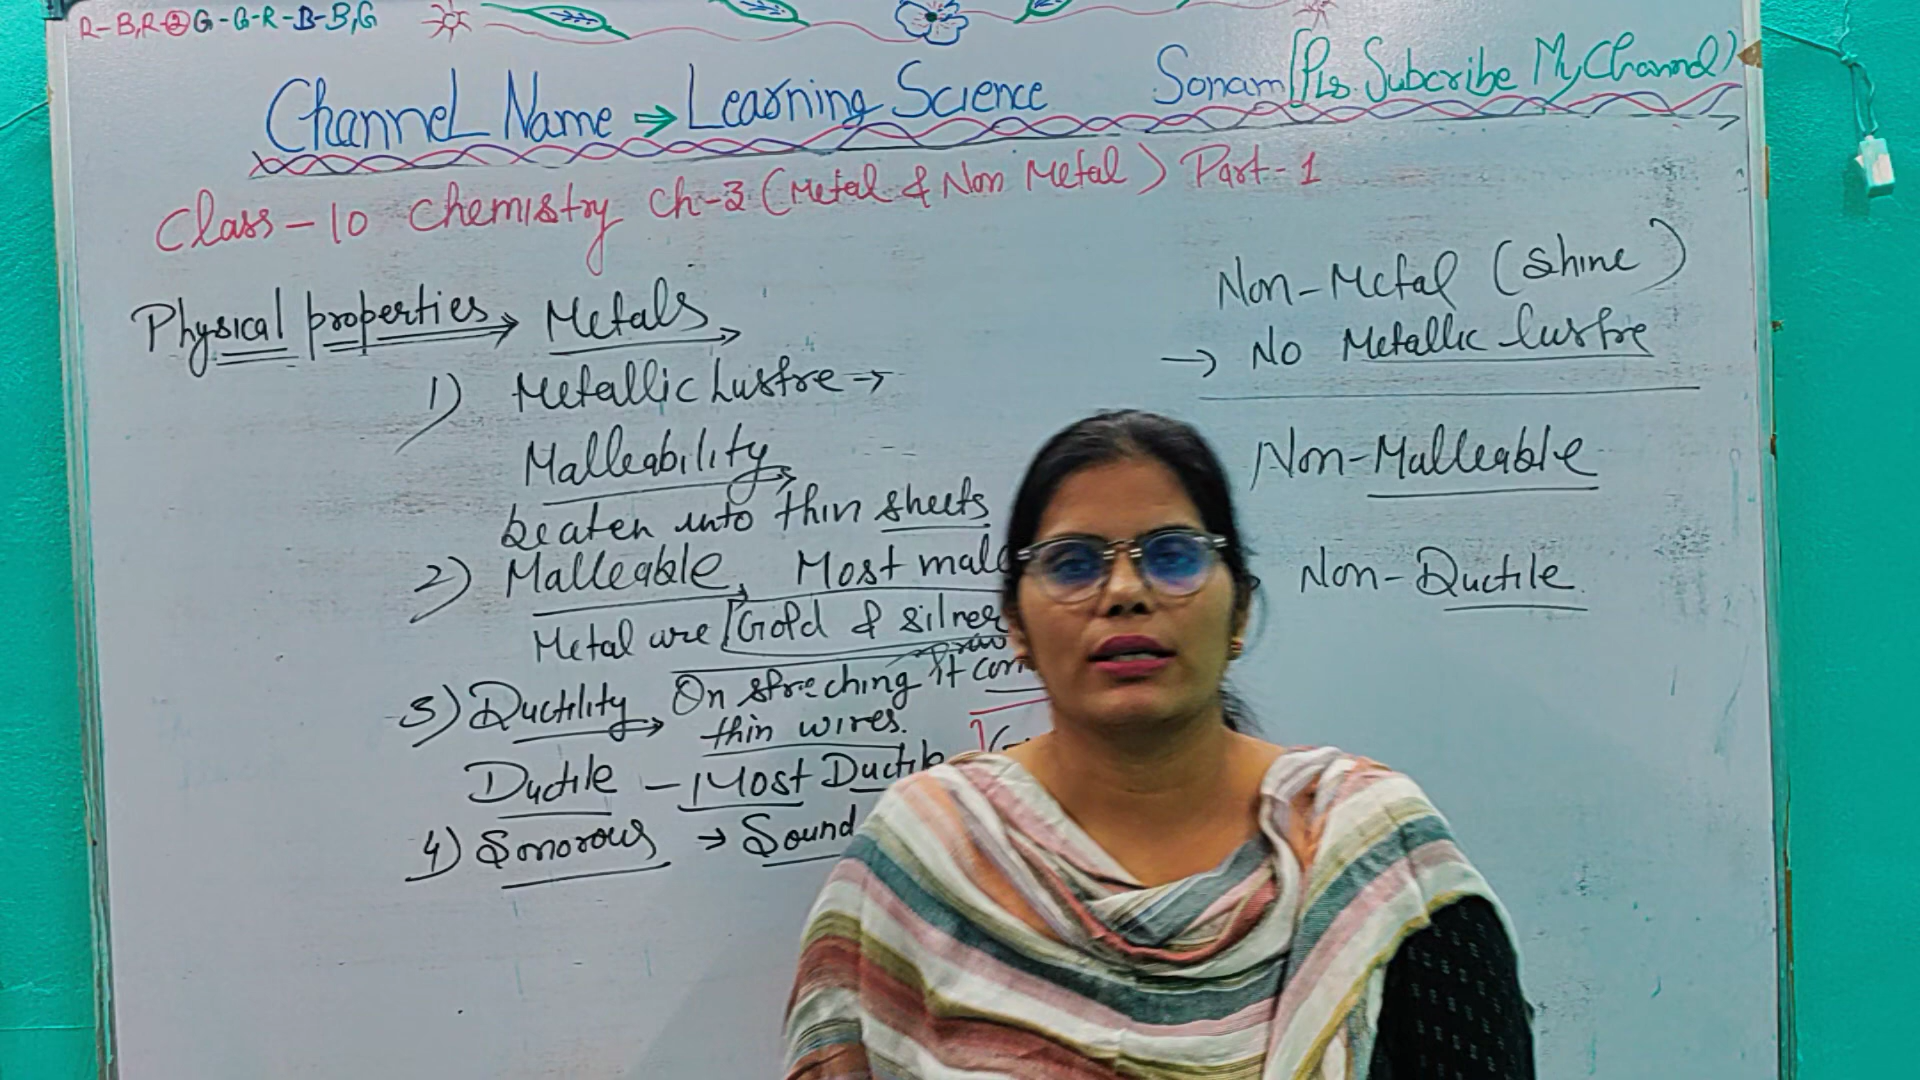 R-B,R G-G-R-B-B,G
Channel Name → Learning Science Sonam (Pls. Subcribe My Channel)
Class-10 Chemistry Ch-3 (Metal & Non Metal) Part-1
Physical properties → Metals
1) Metallic Lustre →
Malleability →
beaten into thin sheets
2) Malleable, Most mall
Metal are Gold & Silver
3) Ductility → On streching it
thin wires.
Ductile - Most Ductile
4) Sonorous → Sound
Non-Metal (Shine)
→ No Metallic lustre
Non-Malleable
Non-Ductile